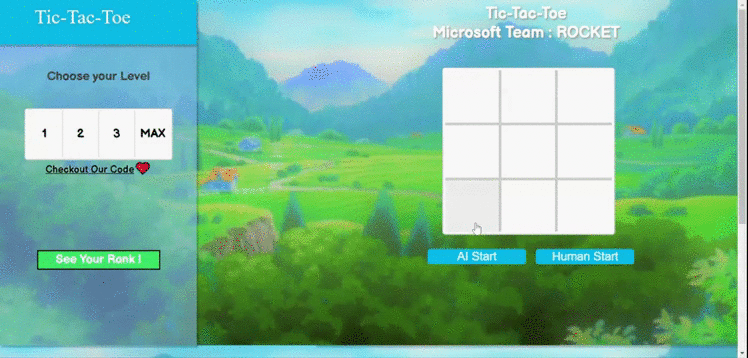 Tic-Tac-Toe
Choose your Level
1 2 3 MAX
Checkout Our Code
See Your Rank !
Tic-Tac-Toe
Microsoft Team : ROCKET
AI Start
Human Start